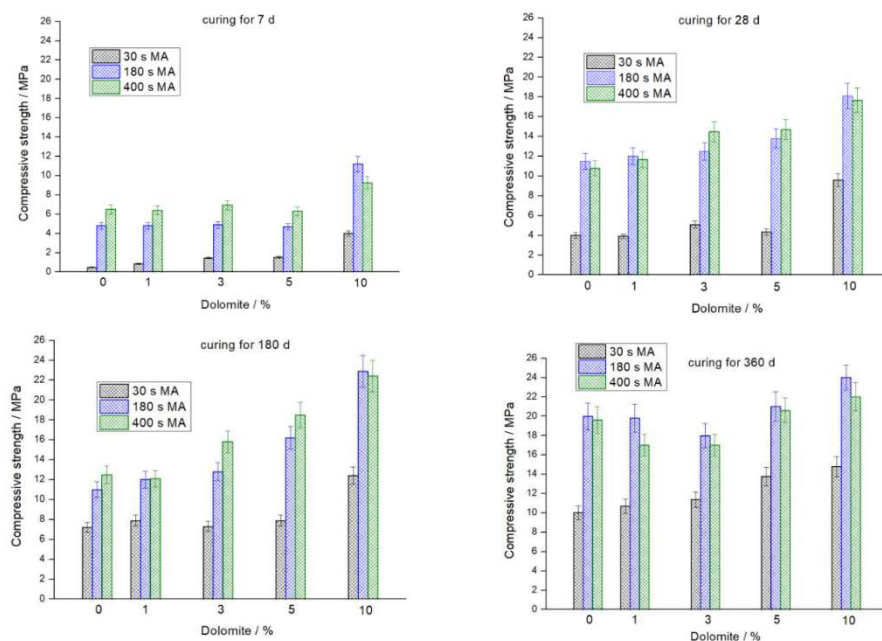 curing for 7 d
30 s MA
180 s MA
400 s MA
Compressive strength / MPa
26
24
22
20
18
16
14
12
10
8
6
4
2
0
0 1 3 5 10
Dolomite / %
curing for 28 d
30 s MA
180 s MA
400 s MA
Compressive strength / MPa
26
24
22
20
18
16
14
12
10
8
6
4
2
0
0 1 3 5 10
Dolomite / %
curing for 180 d
30 s MA
180 s MA
400 s MA
Compressive strength / MPa
26
24
22
20
18
16
14
12
10
8
6
4
2
0
0 1 3 5 10
Dolomite / %
curing for 360 d
30 s MA
180 s MA
400 s MA
Compressive strength / MPa
26
24
22
20
18
16
14
12
10
8
6
4
2
0
0 1 3 5 10
Dolomite / %